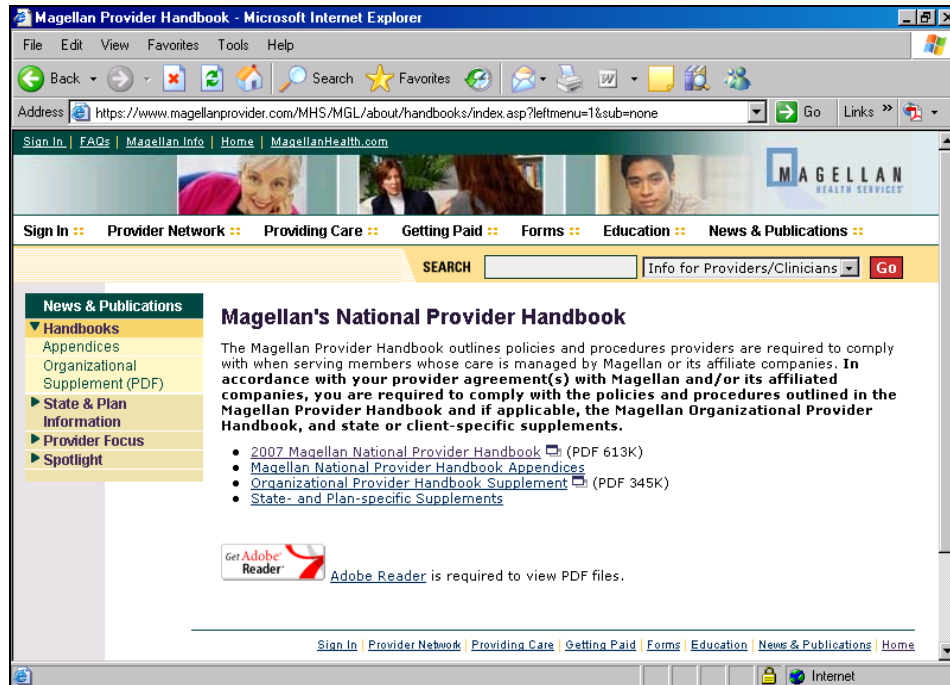 Magellan Provider Handbook - Microsoft Internet Explorer
File Edit View Favorites Tools Help
Back Search Favorites
Address https://www.magellanprovider.com/MHS/MGL/about/handbooks/index.asp?leftmenu=1&sub=none Go Links »
Sign In | FAQs | Magellan Info | Home | MagellanHealth.com
MAGELLAN
HEALTH SERVICES
Sign In :: Provider Network :: Providing Care :: Getting Paid :: Forms :: Education :: News & Publications ::
SEARCH Info for Providers/Clinicians Go
News & Publications
Handbooks
Appendices
Organizational
Supplement (PDF)
State & Plan
Information
Provider Focus
Spotlight
Magellan's National Provider Handbook
The Magellan Provider Handbook outlines policies and procedures providers are required to comply
with when serving members whose care is managed by Magellan or its affiliate companies. In
accordance with your provider agreement(s) with Magellan and/or its affiliated
companies, you are required to comply with the policies and procedures outlined in the
Magellan Provider Handbook and if applicable, the Magellan Organizational Provider
Handbook, and state or client-specific supplements.
• 2007 Magellan National Provider Handbook (PDF 613K)
• Magellan National Provider Handbook Appendices
• Organizational Provider Handbook Supplement (PDF 345K)
• State- and Plan-specific Supplements
Get Adobe®
Reader®
Adobe Reader is required to view PDF files.
Sign In | Provider Network | Providing Care | Getting Paid | Forms | Education | News & Publications | Home
Internet